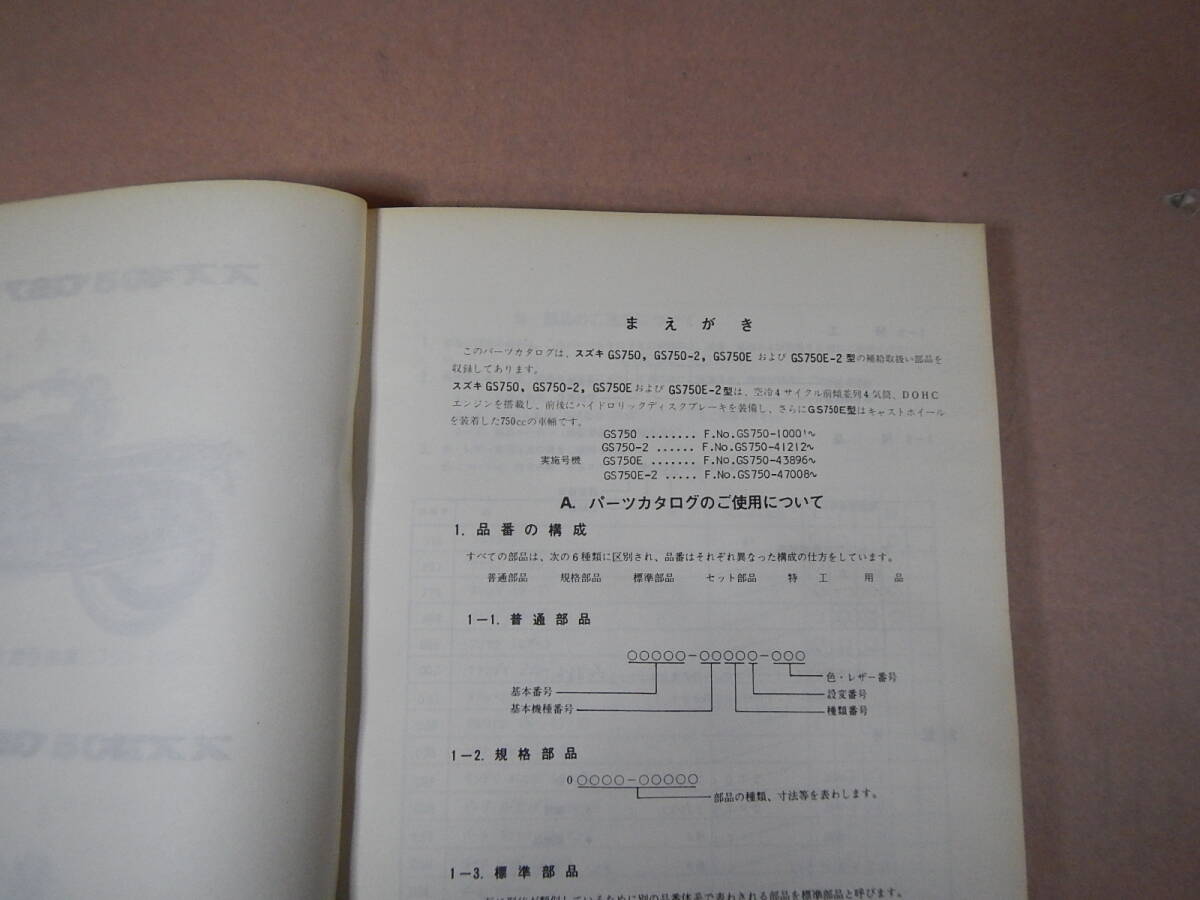 まえがき
このパーツカタログは、スズキ GS750, GS750-2, GS750E および GS750E-2 型の補給取扱い部品を
収録してあります。
スズキ GS750, GS750-2, GS750E および GS750E-2型は、空冷4サイクル前傾並列4気筒、DOHC
エンジンを搭載し、前後にハイドロリックディスクブレーキを装備し、さらにGS750E型はキャストホイール
を装着した750ccの車輌です。
GS750 ........ F.No.GS750-10001~
GS750-2 ...... F.No.GS750-41212~
実施号機 GS750E ....... F.No.GS750-43896~
GS750E-2 ..... F.No.GS750-47008~
A. パーツカタログのご使用について
1. 品番の構成
すべての部品は、次の6種類に区別され、品番はそれぞれ異なった構成の仕方をしています。
普通部品 規格部品 標準部品 セット部品 特工 用品
1-1. 普通部品
○○○○○-○○○○○-○○○
色・レザー番号
基本番号 設変番号
基本機種番号 種類番号
1-2. 規格部品
0○○○○-○○○○○
部品の種類、寸法等を表わします。
1-3. 標準部品